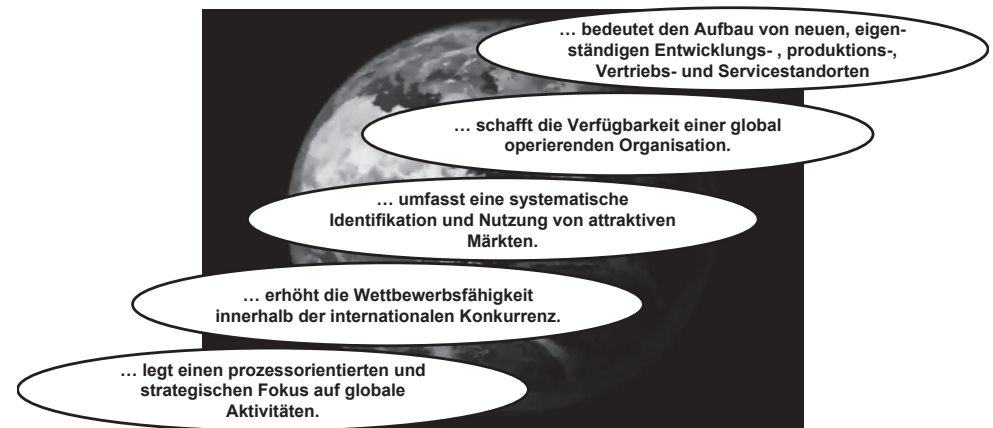 … bedeutet den Aufbau von neuen, eigen-
ständigen Entwicklungs- , produktions-,
Vertriebs- und Servicestandorten
… schafft die Verfügbarkeit einer global
operierenden Organisation.
… umfasst eine systematische
Identifikation und Nutzung von attraktiven
Märkten.
… erhöht die Wettbewerbsfähigkeit
innerhalb der internationalen Konkurrenz.
… legt einen prozessorientierten und
strategischen Fokus auf globale
Aktivitäten.